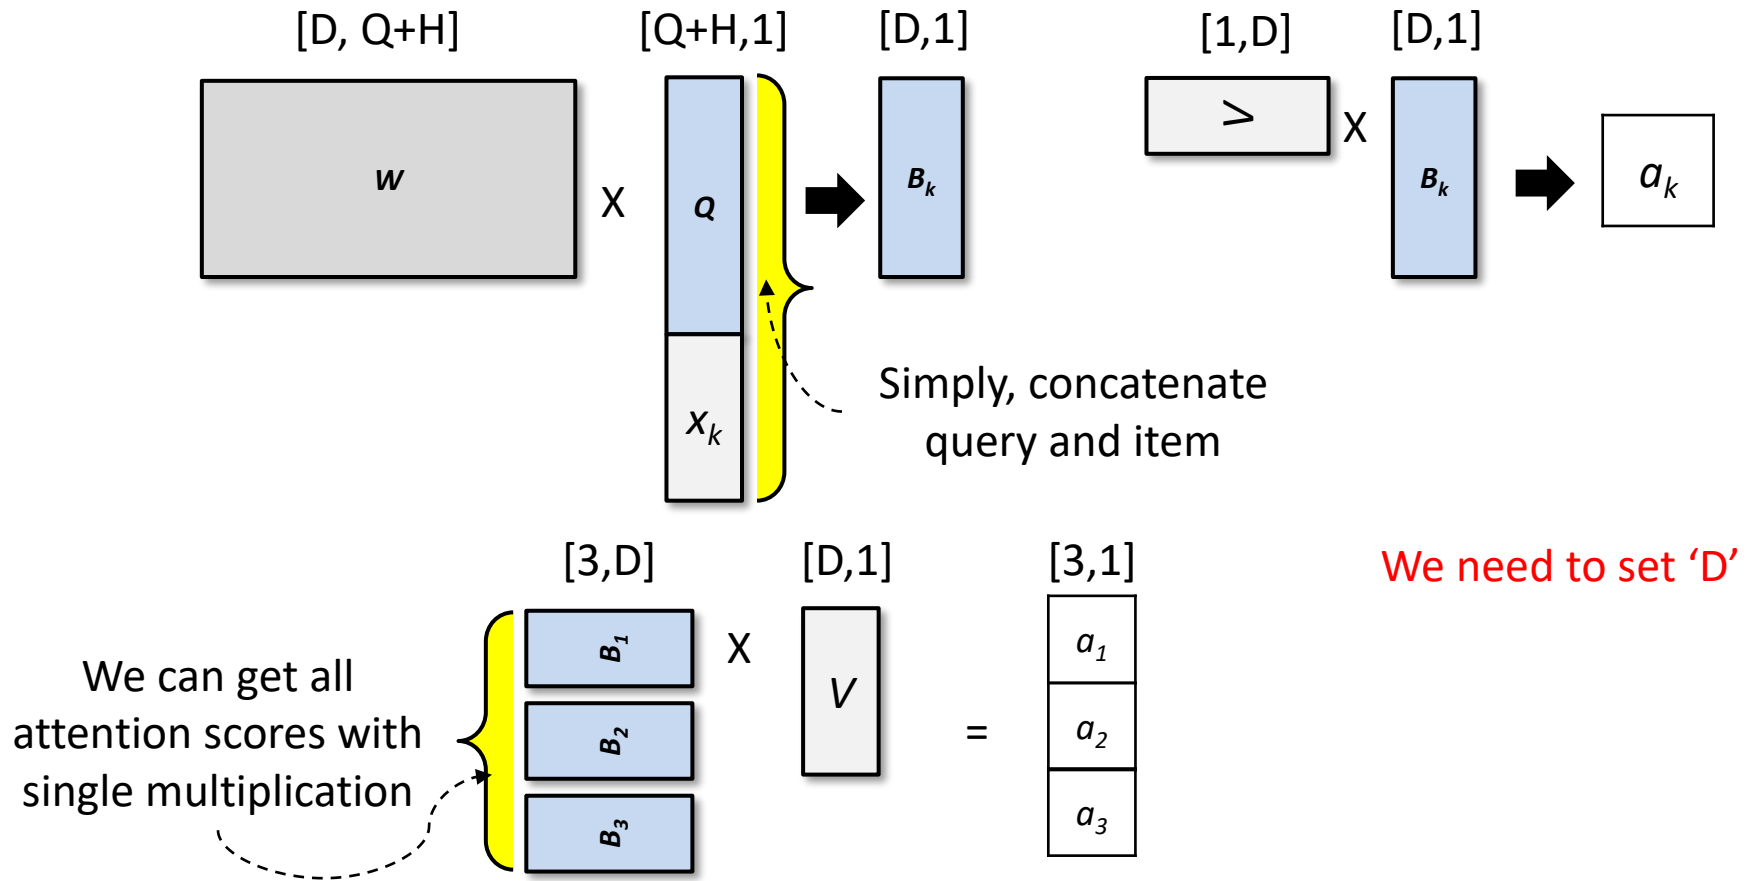 [D, Q+H] [Q+H,1] [D,1] [1,D] [D,1]
W X Q B_k V X B_k a_k
x_k
Simply, concatenate
query and item
[3,D] [D,1] [3,1]
We need to set ‘D’
B_1 X V = a_1
B_2 a_2
B_3 a_3
We can get all
attention scores with
single multiplication